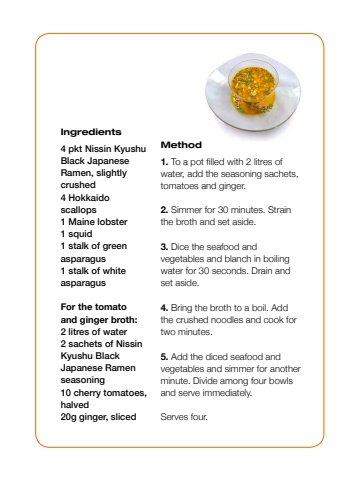 Ingredients
4 pkt Nissin Kyushu
Black Japanese
Ramen, slightly
crushed
4 Hokkaido
scallops
1 Maine lobster
1 squid
1 stalk of green
asparagus
1 stalk of white
asparagus
For the tomato
and ginger broth:
2 litres of water
2 sachets of Nissin
Kyushu Black
Japanese Ramen
seasoning
10 cherry tomatoes,
halved
20g ginger, sliced
Method
1. To a pot filled with 2 litres of
water, add the seasoning sachets,
tomatoes and ginger.
2. Simmer for 30 minutes. Strain
the broth and set aside.
3. Dice the seafood and
vegetables and blanch in boiling
water for 30 seconds. Drain and
set aside.
4. Bring the broth to a boil. Add
the crushed noodles and cook for
two minutes.
5. Add the diced seafood and
vegetables and simmer for another
minute. Divide among four bowls
and serve immediately.
Serves four.